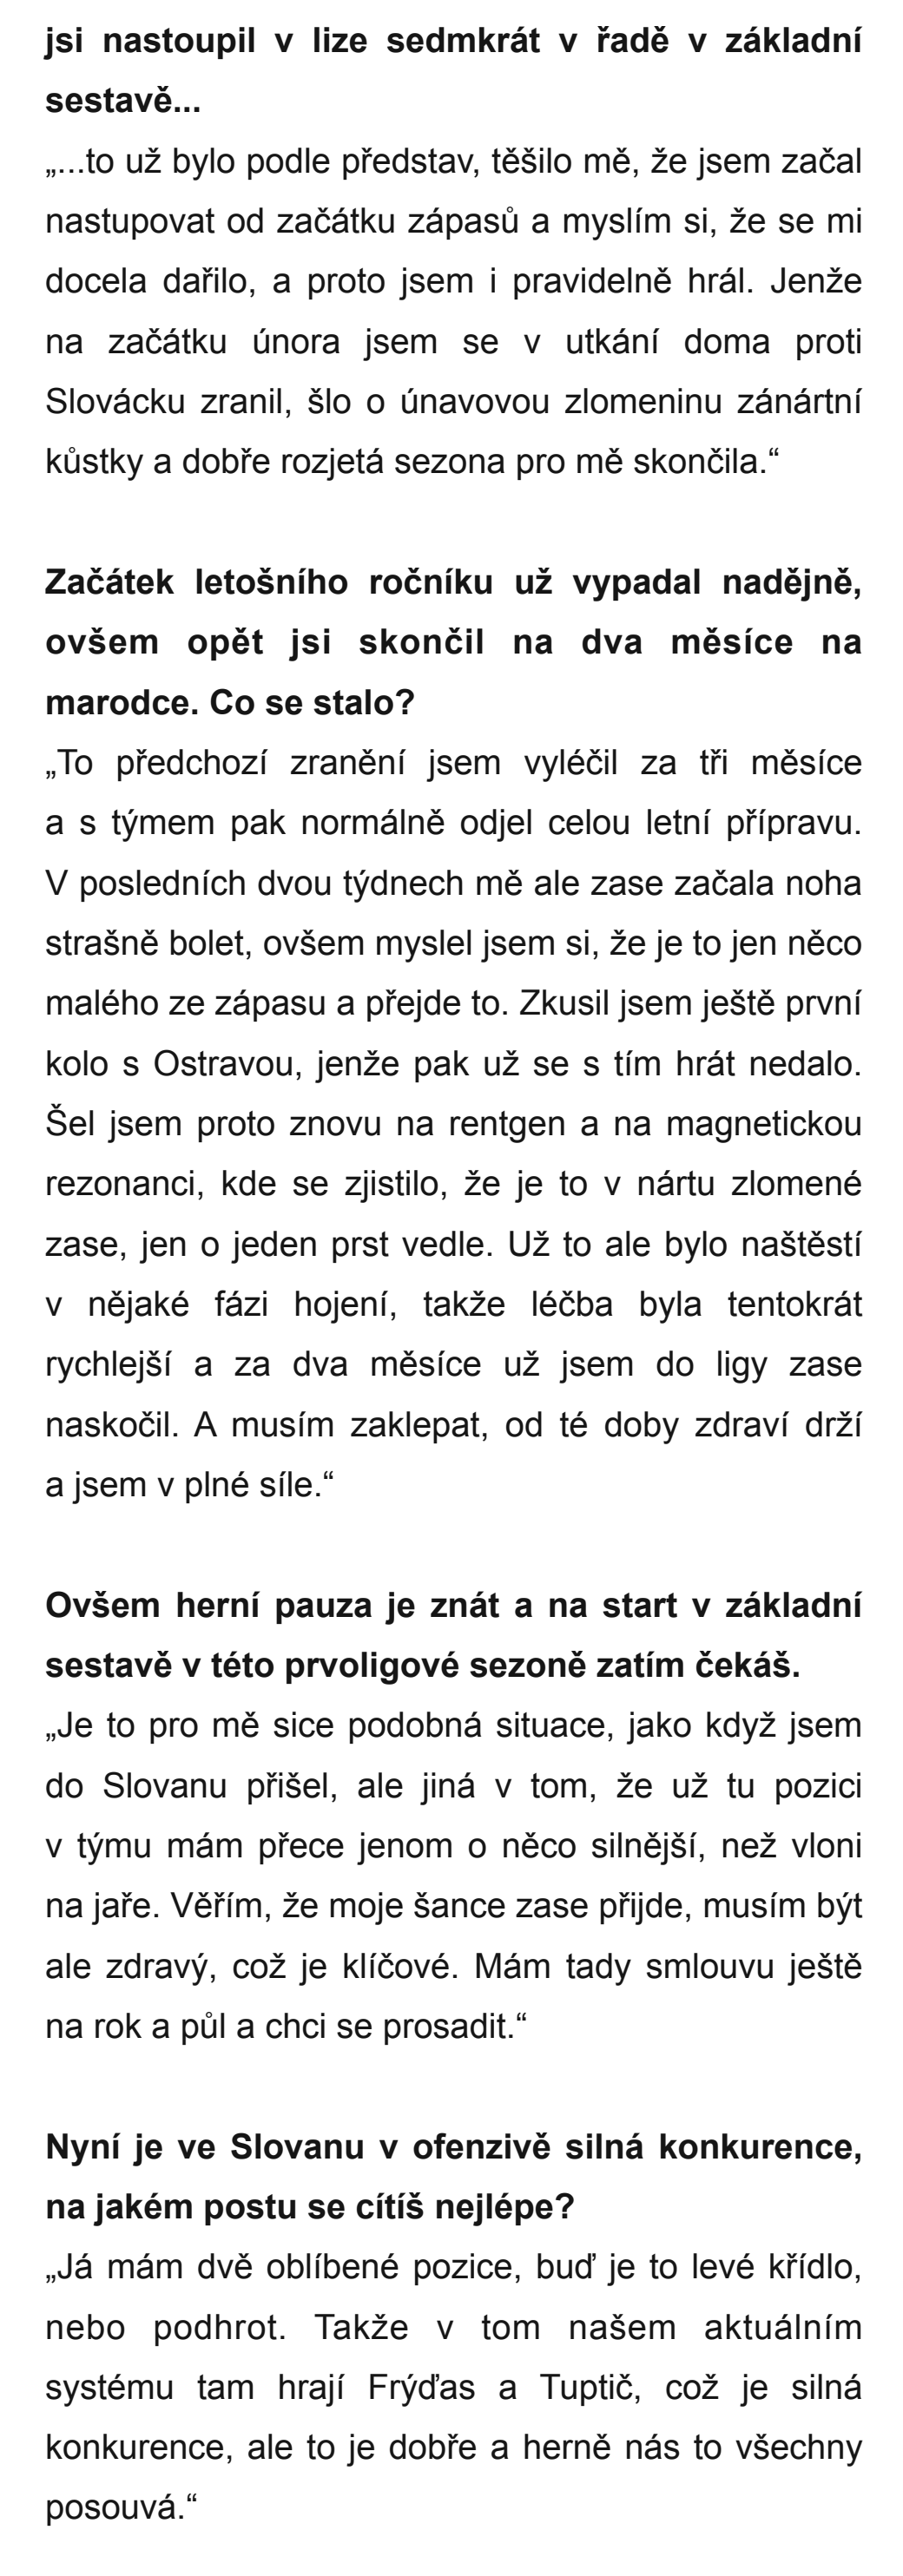 jsi nastoupil v lize sedmkrát v řadě v základní
sestavě...
„...to už bylo podle představ, těšilo mě, že jsem začal
nastupovat od začátku zápasů a myslím si, že se mi
docela dařilo, a proto jsem i pravidelně hrál. Jenže
na začátku února jsem se v utkání doma proti
Slovácku zranil, šlo o únavovou zlomeninu zánártní
kůstky a dobře rozjetá sezona pro mě skončila.“
Začátek letošního ročníku už vypadal nadějně,
ovšem opět jsi skončil na dva měsíce na
marodce. Co se stalo?
„To předchozí zranění jsem vyléčil za tři měsíce
a s týmem pak normálně odjel celou letní přípravu.
V posledních dvou týdnech mě ale zase začala noha
strašně bolet, ovšem myslel jsem si, že je to jen něco
malého ze zápasu a přejde to. Zkusil jsem ještě první
kolo s Ostravou, jenže pak už se s tím hrát nedalo.
Šel jsem proto znovu na rentgen a na magnetickou
rezonanci, kde se zjistilo, že je to v nártu zlomené
zase, jen o jeden prst vedle. Už to ale bylo naštěstí
v nějaké fázi hojení, takže léčba byla tentokrát
rychlejší a za dva měsíce už jsem do ligy zase
naskočil. A musím zaklepat, od té doby zdraví drží
a jsem v plné síle.“
Ovšem herní pauza je znát a na start v základní
sestavě v této prvoligové sezoně zatím čekáš.
„Je to pro mě sice podobná situace, jako když jsem
do Slovanu přišel, ale jiná v tom, že už tu pozici
v týmu mám přece jenom o něco silnější, než vloni
na jaře. Věřím, že moje šance zase přijde, musím být
ale zdravý, což je klíčové. Mám tady smlouvu ještě
na rok a půl a chci se prosadit.“
Nyní je ve Slovanu v ofenzivě silná konkurence,
na jakém postu se cítíš nejlépe?
„Já mám dvě oblíbené pozice, buď je to levé křídlo,
nebo podhrot. Takže v tom našem aktuálním
systému tam hrají Frýďas a Tuptič, což je silná
konkurence, ale to je dobře a herně nás to všechny
posouvá.“